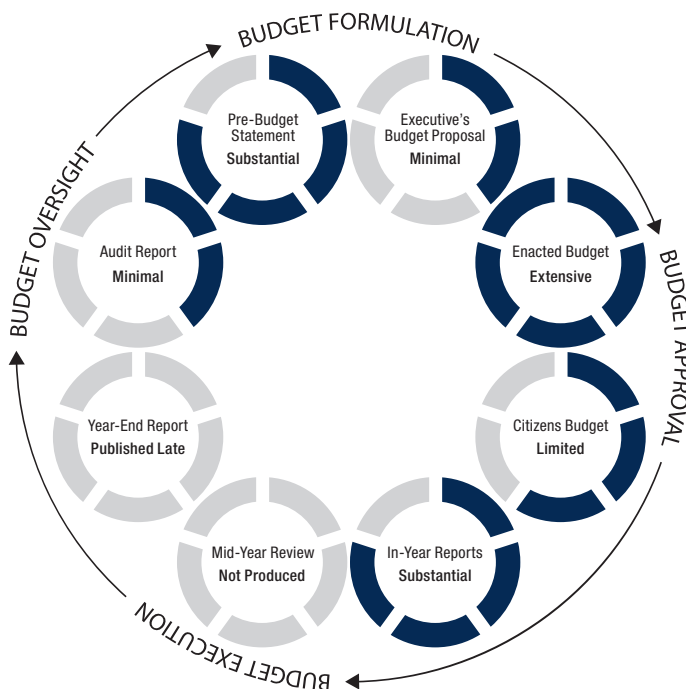 BUDGET FORMULATION
Pre-Budget
Statement
Substantial
Executive's
Budget Proposal
Minimal
Enacted Budget
Extensive
BUDGET APPROVAL
Citizens Budget
Limited
In-Year Reports
Substantial
BUDGET EXECUTION
Mid-Year Review
Not Produced
Year-End Report
Published Late
BUDGET OVERSIGHT
Audit Report
Minimal